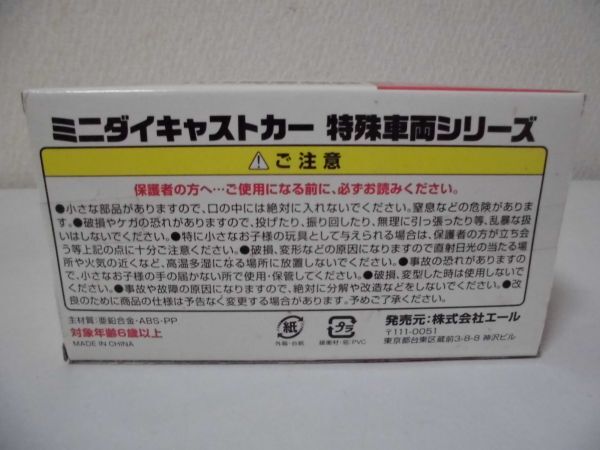 ミニダイキャストカー 特殊車両シリーズ
ご注意
保護者の方へ…ご使用になる前に、必ずお読みください。
●小さな部品がありますので、口の中には絶対に入れないでください。窒息などの危険がありま
す。●破損やケガの恐れがありますので、投げたり、振り回したり、無理に引っ張ったり等、乱暴な扱
いはしないでください。●特に小さなお子様の玩具として与えられる場合は、保護者の方が立ち会
う等上記の点に十分ご注意ください。●破損、変形などの原因になりますので直射日光の当たる場
所や火気の近くなど、高温多湿になる場所に放置しないでください。●事故の恐れがありますの
で、小さなお子様の手の届かない所で使用・保管してください。●破損、変型した時は使用しないで
ください。●事故や故障の原因になりますので、絶対に分解や改造などをしないでください。●改
良のために商品の仕様は予告なく変更する場合があります。予めご了承ください。
主材質:亜鉛合金・ABS・PP
対象年齢6歳以上
MADE IN CHINA
紙
外箱・台紙
プラ
緩衝材・窓:PVC
発売元:株式会社エール
〒111-0051
東京都台東区蔵前3-8-8 神沢ビル